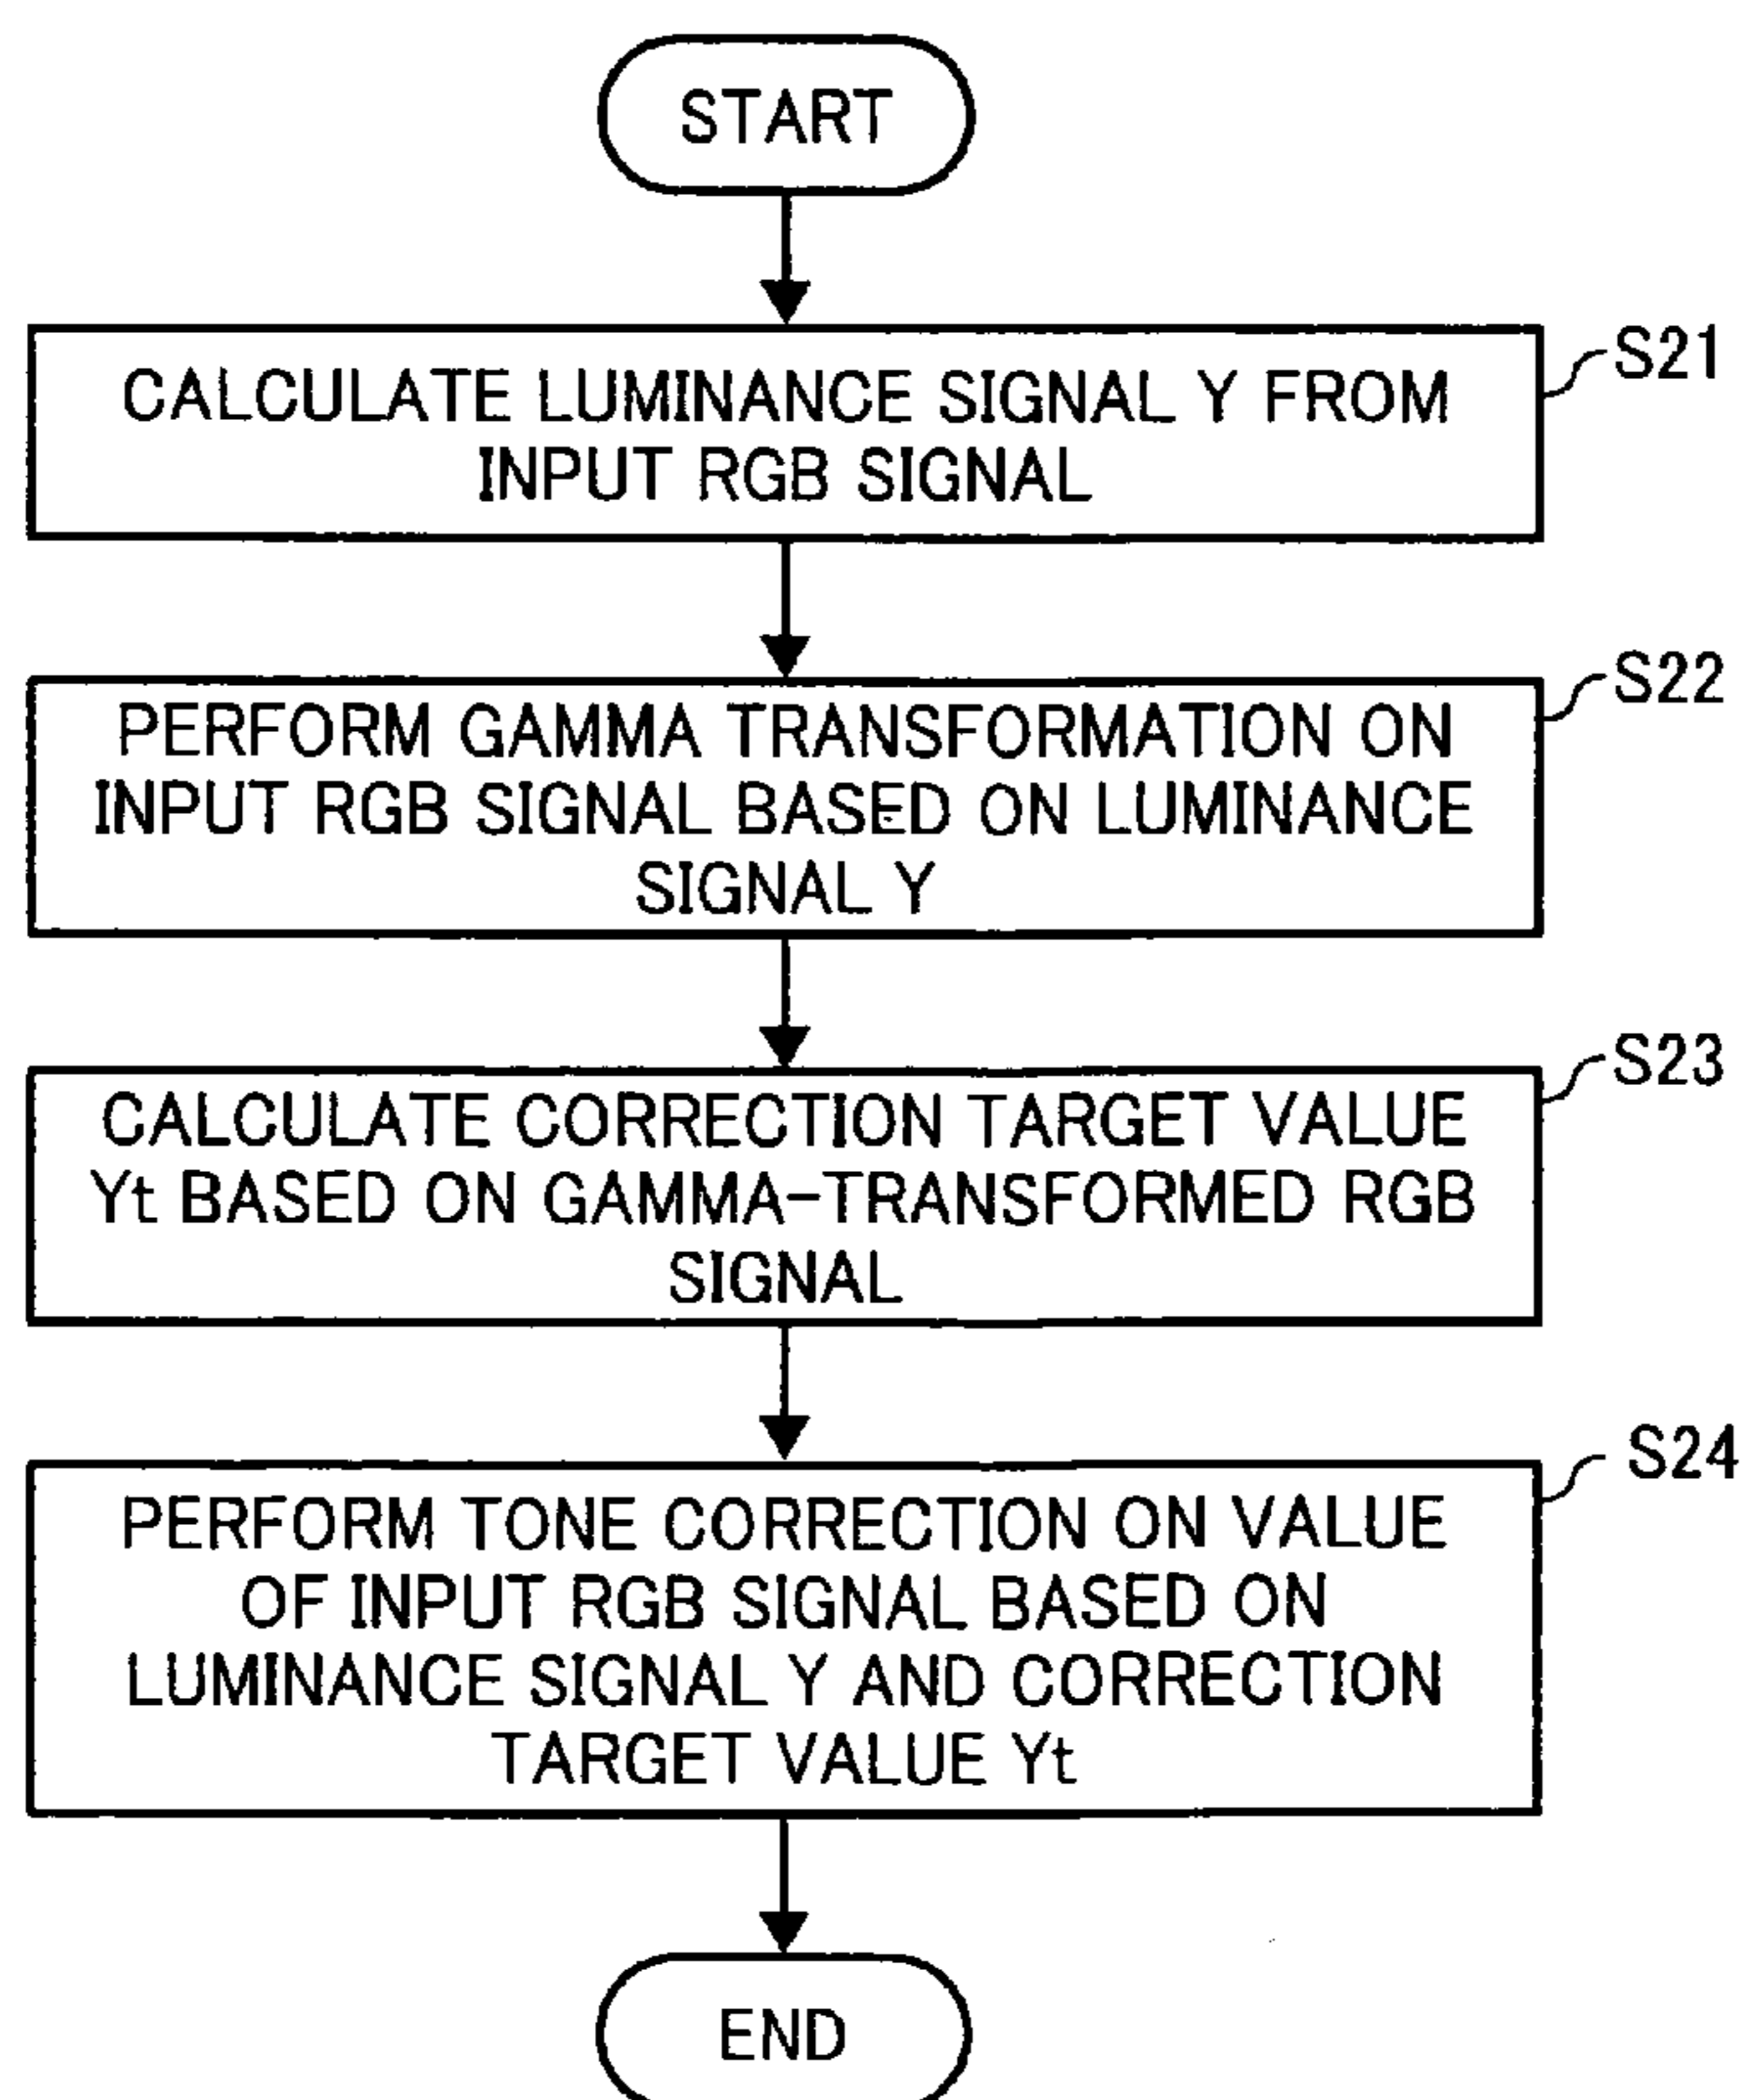 START
CALCULATE LUMINANCE SIGNAL Y FROM
INPUT RGB SIGNAL
S21
PERFORM GAMMA TRANSFORMATION ON
INPUT RGB SIGNAL BASED ON LUMINANCE
SIGNAL Y
S22
CALCULATE CORRECTION TARGET VALUE
Yt BASED ON GAMMA-TRANSFORMED RGB
SIGNAL
S23
PERFORM TONE CORRECTION ON VALUE
OF INPUT RGB SIGNAL BASED ON
LUMINANCE SIGNAL Y AND CORRECTION
TARGET VALUE Yt
S24
END